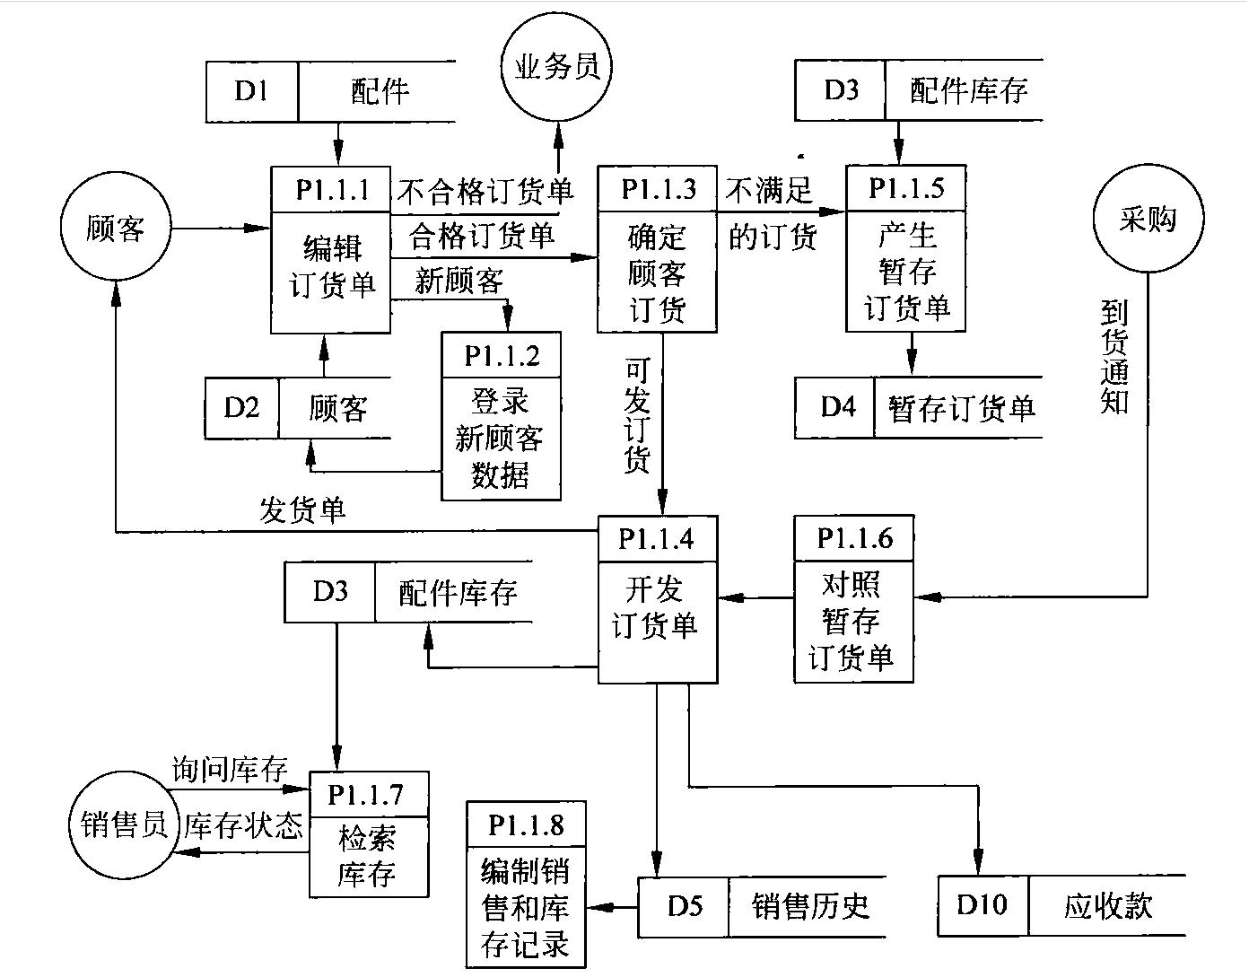 业务员
D1 配件
D3 配件库存
顾客
P1.1.1
编辑
订货单
不合格订货单
合格订货单
新顾客
P1.1.3
确定
顾客
订货
不满足
的订货
P1.1.5
产生
暂存
订货单
采购
到货通知
P1.1.2
登录
新顾客
数据
D2 顾客
可发订货
D4 暂存订货单
发货单
P1.1.4
开发
订货单
P1.1.6
对照
暂存
订货单
D3 配件库存
销售员
询问库存
库存状态
P1.1.7
检索
库存
P1.1.8
编制销
售和库
存记录
D5 销售历史
D10 应收款